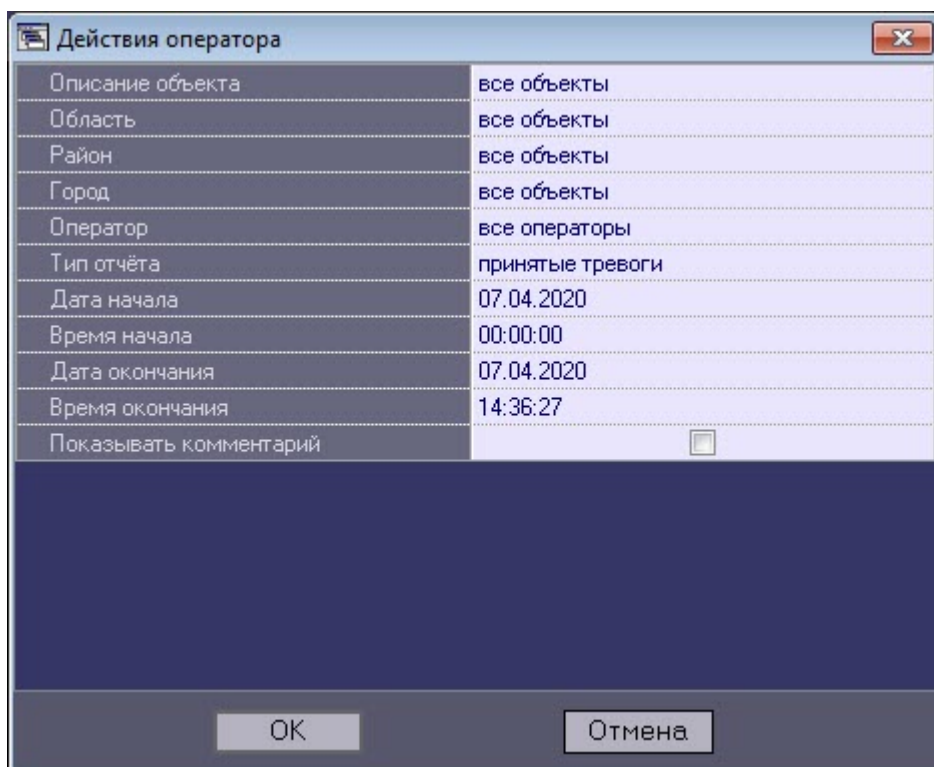 Действия оператора
Описание объекта все объекты
Область все объекты
Район все объекты
Город все объекты
Оператор все операторы
Тип отчёта принятые тревоги
Дата начала 07.04.2020
Время начала 00:00:00
Дата окончания 07.04.2020
Время окончания 14:36:27
Показывать комментарий
OK Отмена